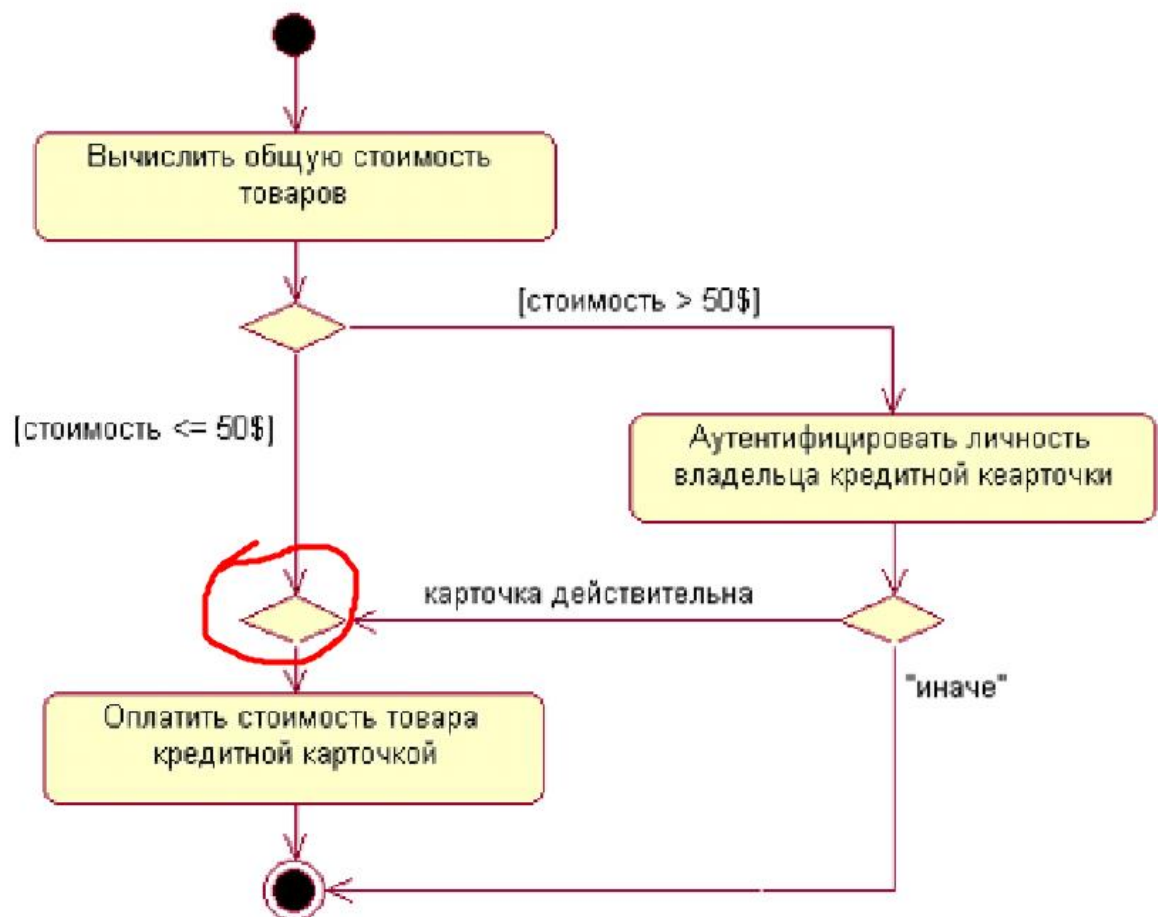 Вычислить общую стоимость
товаров
[стоимость > 50$]
[стоимость <= 50$]
Аутентифицировать личность
владельца кредитной кеарточки
карточка действительна
"иначе"
Оплатить стоимость товара
кредитной карточкой